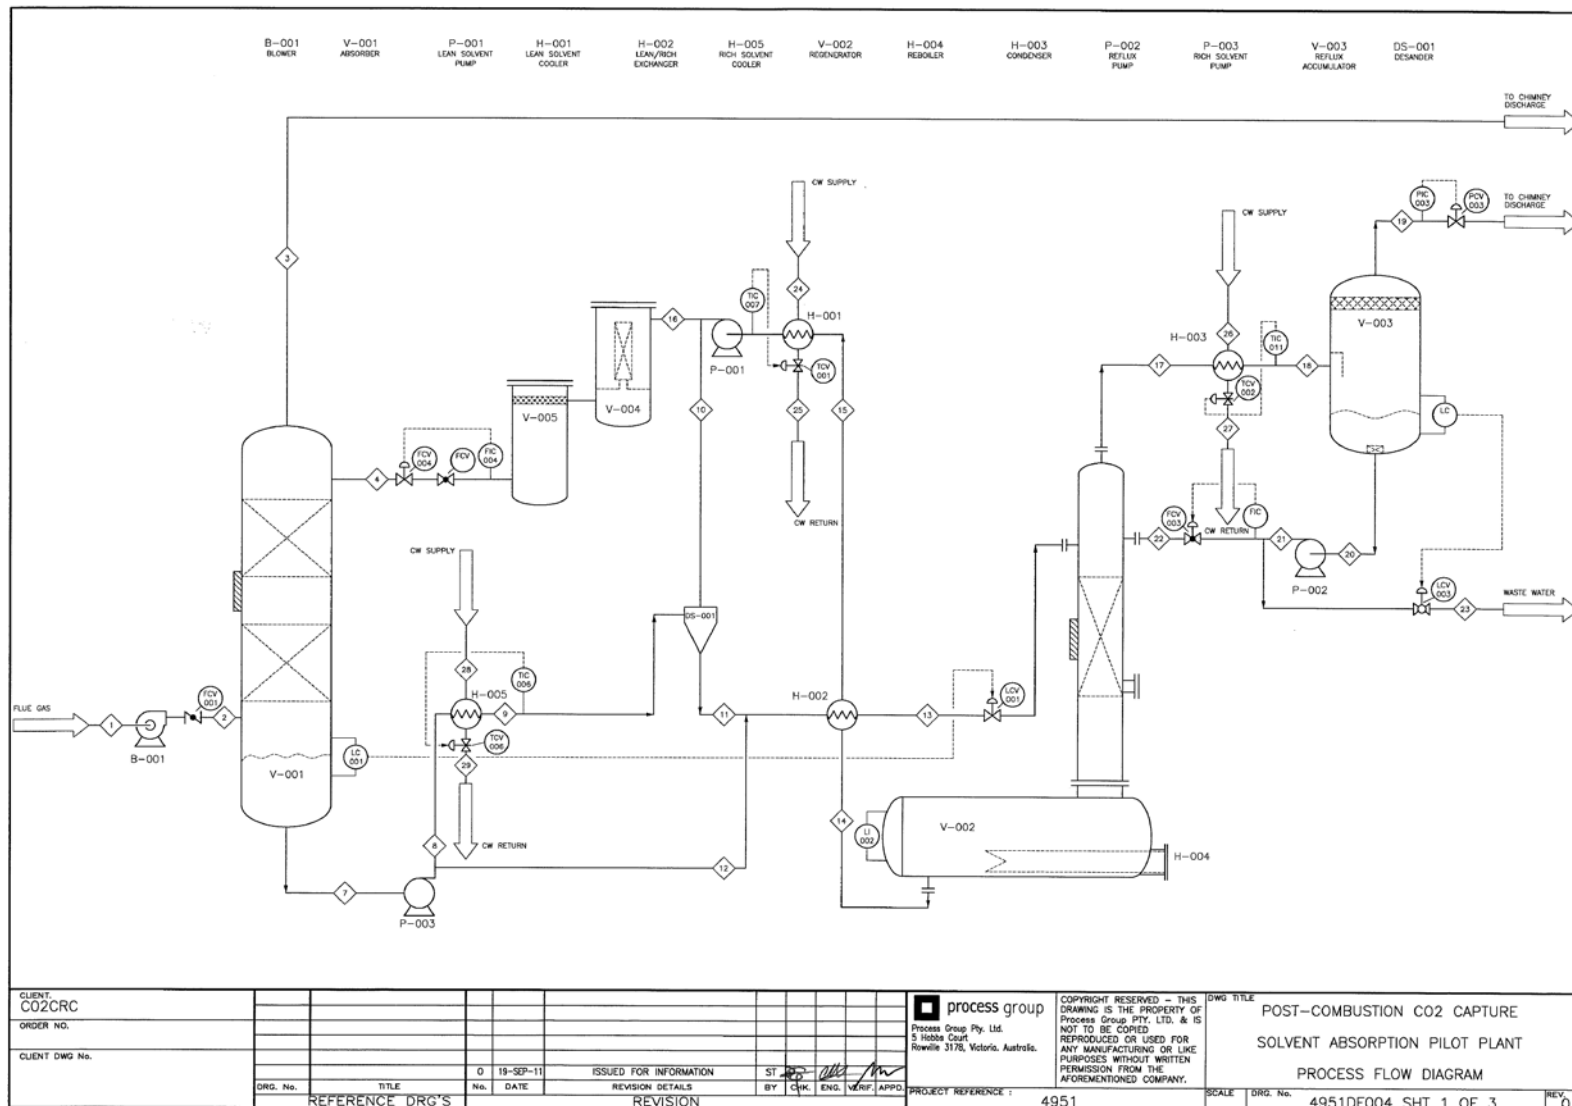 B-001
BLOWER
V-001
ABSORBER
P-001
LEAN SOLVENT
PUMP
H-001
LEAN SOLVENT
COOLER
H-002
LEAN/RICH
EXCHANGER
H-005
RICH SOLVENT
COOLER
V-002
REGENERATOR
H-004
REBOILER
H-003
CONDENSER
P-002
REFLUX
PUMP
P-003
RICH SOLVENT
PUMP
V-003
REFLUX
ACCUMULATOR
DS-001
DESANDER
TO CHIMNEY
DISCHARGE
CW SUPPLY
CW SUPPLY
PIC
003
PCV
003
TO CHIMNEY
DISCHARGE
19
3
24
TIC
007
H-001
16
P-001
TCV
001
25
10
15
CW RETURN
V-004
V-005
26
H-003
TIC
011
17
18
TCV
002
27
V-003
LC
4
FCV
004
FCV
FIC
004
FCV
003
FIC
CW RETURN
22
21
20
P-002
LCV
003
23
WASTE WATER
CW SUPPLY
DS-001
28
TIC
006
H-005
9
TCV
006
29
CW RETURN
FLUE GAS
1
B-001
FCV
001
2
V-001
LC
001
11
H-002
13
LCV
001
14
LI
002
V-002
H-004
8
12
7
P-003
CLIENT.
CO2CRC
ORDER NO.
CLIENT DWG No.
DRG. No.
TITLE
REFERENCE DRG'S
0 19-SEP-11 ISSUED FOR INFORMATION ST
No. DATE REVISION DETAILS BY CHK. ENG. VERIF. APPD.
REVISION
process group
Process Group Pty. Ltd.
5 Hobbs Court
Rowville 3178, Victoria. Australia.
COPYRIGHT RESERVED – THIS
DRAWING IS THE PROPERTY OF
Process Group PTY. LTD. & IS
NOT TO BE COPIED
REPRODUCED OR USED FOR
ANY MANUFACTURING OR LIKE
PURPOSES WITHOUT WRITTEN
PERMISSION FROM THE
AFOREMENTIONED COMPANY.
PROJECT REFERENCE :
4951
DWG TITLE
POST-COMBUSTION CO2 CAPTURE
SOLVENT ABSORPTION PILOT PLANT
PROCESS FLOW DIAGRAM
SCALE
DRG. No.
4951DF004 SHT 1 OF 3
REV.
0